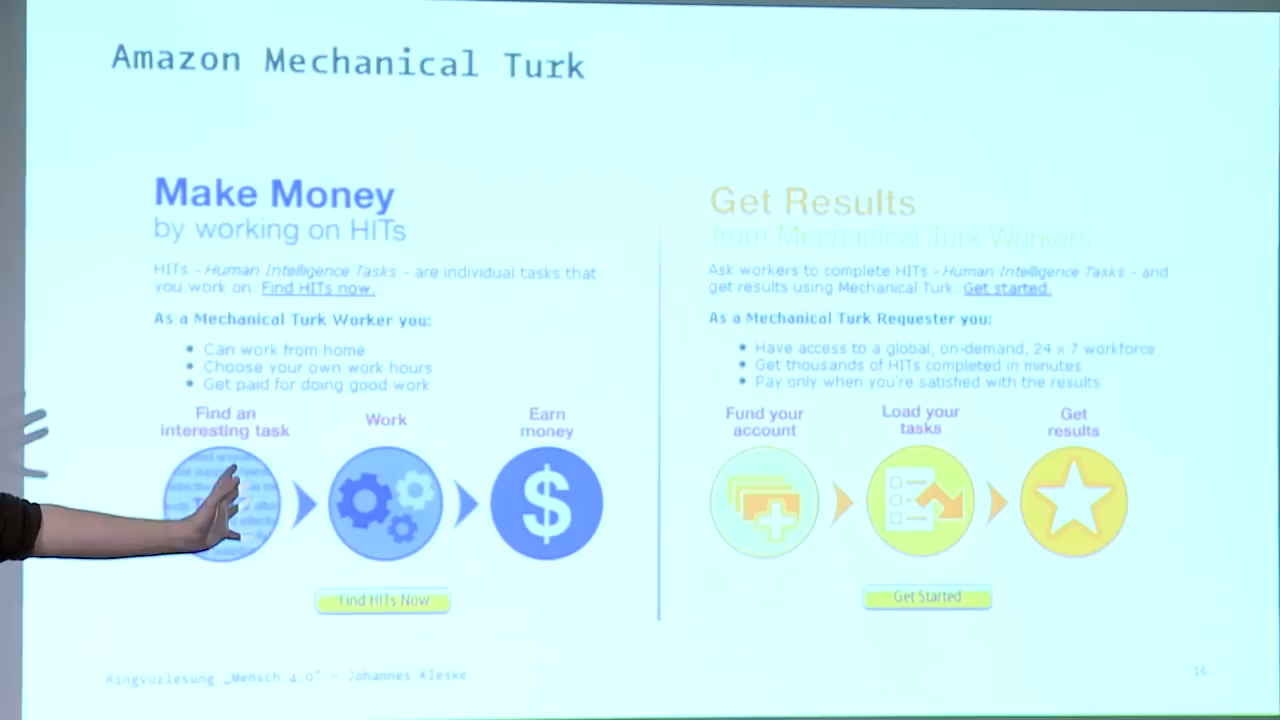 Amazon Mechanical Turk
Make Money
by working on HITs
HITs - Human Intelligence Tasks - are individual tasks that
you work on. Find HITs now.
As a Mechanical Turk Worker you:
• Can work from home
• Choose your own work hours
• Get paid for doing good work
Find an
interesting task
Work
Earn
money
$
Find HITs Now
Get Results
from Mechanical Turk Workers
Ask workers to complete HITs - Human Intelligence Tasks - and
get results using Mechanical Turk. Get started.
As a Mechanical Turk Requester you:
• Have access to a global, on-demand, 24 x 7 workforce
• Get thousands of HITs completed in minutes
• Pay only when you're satisfied with the results
Fund your
account
Load your
tasks
Get
results
Get Started
Ringvorlesung „Mensch 4.0" – Johannes Kleske
16